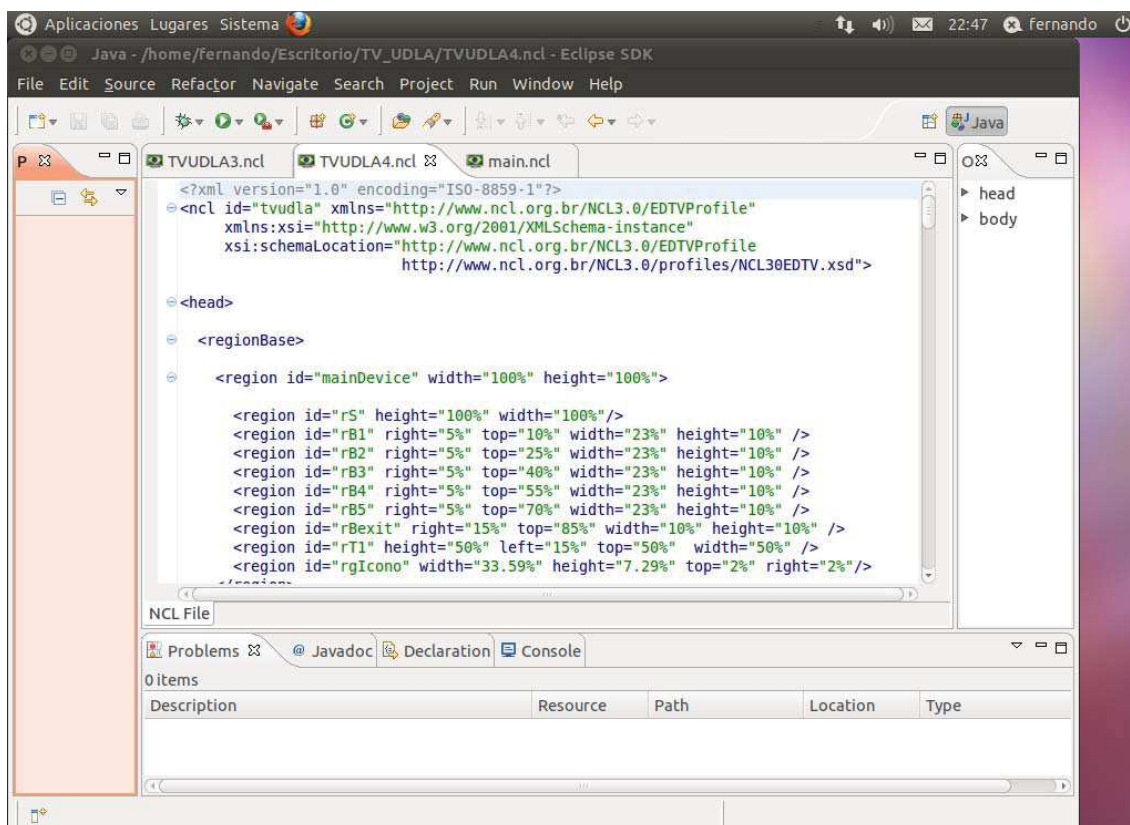 Aplicaciones Lugares Sistema 22:47 fernando
Java - /home/fernando/Escritorio/TV_UDLA/TVUDLA4.ncl - Eclipse SDK
File Edit Source Refactor Navigate Search Project Run Window Help
Java
P TVUDLA3.ncl TVUDLA4.ncl main.ncl O
<?xml version="1.0" encoding="ISO-8859-1"?>
<ncl id="tvudla" xmlns="http://www.ncl.org.br/NCL3.0/EDTVProfile"
xmlns:xsi="http://www.w3.org/2001/XMLSchema-instance"
xsi:schemaLocation="http://www.ncl.org.br/NCL3.0/EDTVProfile
http://www.ncl.org.br/NCL3.0/profiles/NCL30EDTV.xsd">
<head>
<regionBase>
<region id="mainDevice" width="100%" height="100%">
<region id="rS" height="100%" width="100%"/>
<region id="rB1" right="5%" top="10%" width="23%" height="10%" />
<region id="rB2" right="5%" top="25%" width="23%" height="10%" />
<region id="rB3" right="5%" top="40%" width="23%" height="10%" />
<region id="rB4" right="5%" top="55%" width="23%" height="10%" />
<region id="rB5" right="5%" top="70%" width="23%" height="10%" />
<region id="rBexit" right="15%" top="85%" width="10%" height="10%" />
<region id="rT1" height="50%" left="15%" top="50%"  width="50%" />
<region id="rgIcono" width="33.59%" height="7.29%" top="2%" right="2%"/>
</region>
head
body
NCL File
Problems @ Javadoc Declaration Console
0 items
Description Resource Path Location Type